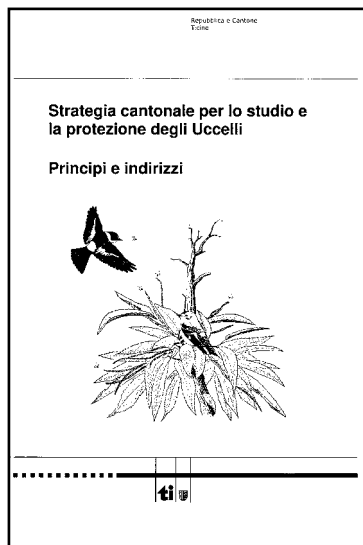 Repubblica e Cantone
Ticino
Strategia cantonale per lo studio e
la protezione degli Uccelli
Principi e indirizzi
ti